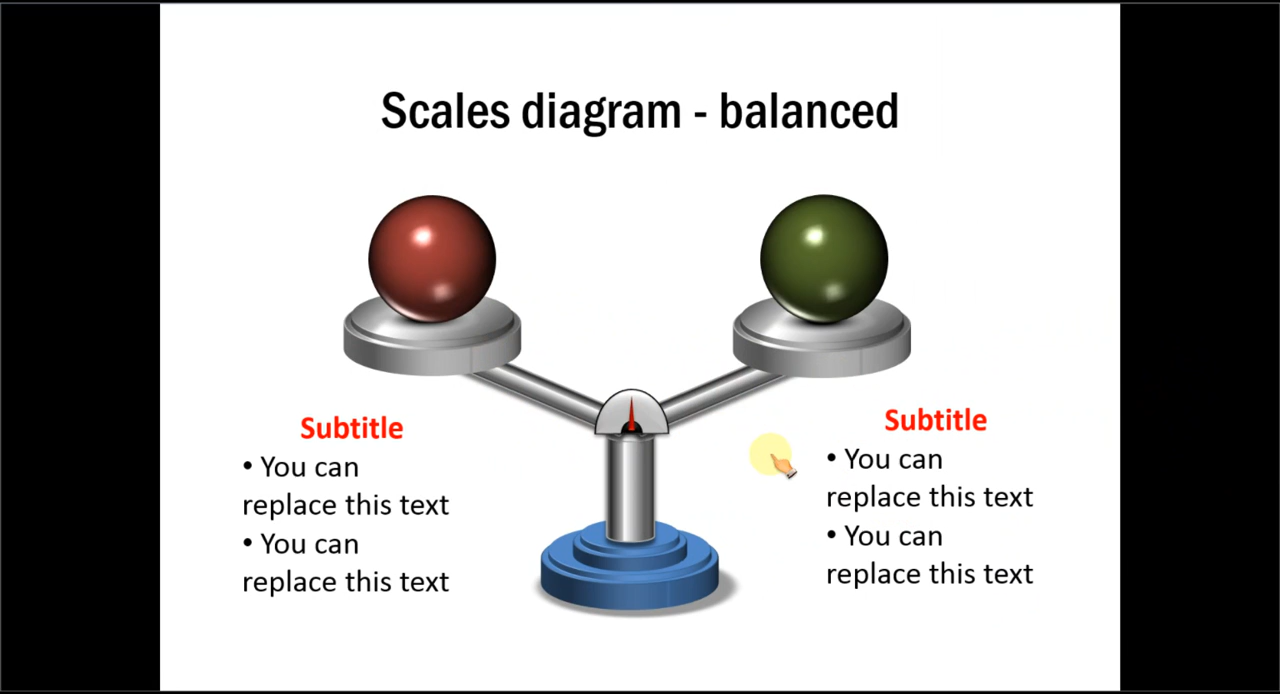 Scales diagram - balanced
Subtitle
• You can
replace this text
• You can
replace this text
Subtitle
• You can
replace this text
• You can
replace this text